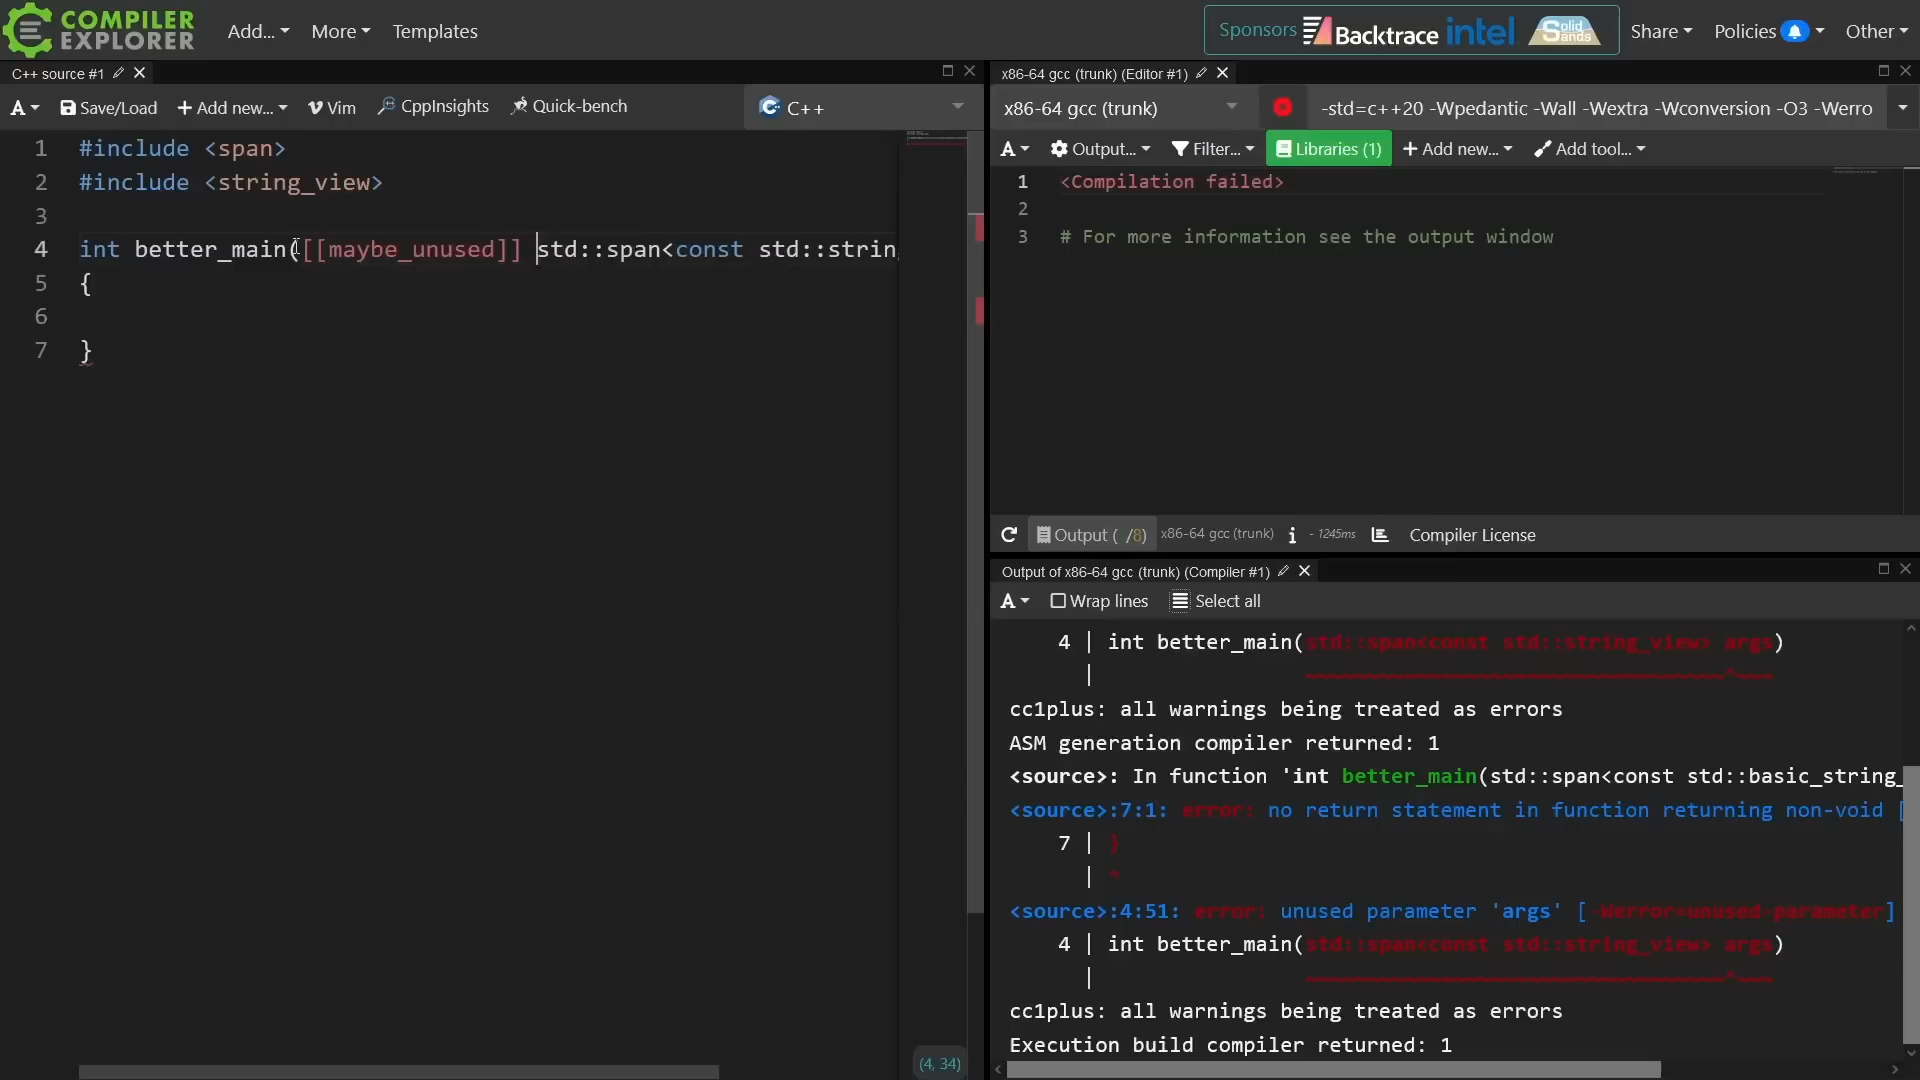 COMPILER
EXPLORER
Add...
More
Templates
Sponsors
Backtrace
intel
Solid
Sands
Share
Policies
Other
C++ source #1
A
Save/Load
+ Add new...
Vim
CppInsights
Quick-bench
C++
1 #include <span>
2 #include <string_view>
3
4 int better_main([[maybe_unused]] std::span<const std::string
5 {
6
7 }
(4, 34)
x86-64 gcc (trunk) (Editor #1)
x86-64 gcc (trunk)
-std=c++20 -Wpedantic -Wall -Wextra -Wconversion -O3 -Werro
A
Output...
Filter...
Libraries (1)
+ Add new...
Add tool...
1 <Compilation failed>
2
3 # For more information see the output window
Output ( /8)
x86-64 gcc (trunk)
- 1245ms
Compiler License
Output of x86-64 gcc (trunk) (Compiler #1)
A
Wrap lines
Select all
4 | int better_main(std::span<const std::string_view> args)
| ~~~~~~~~~~~~~~~~~~~~~~~~~~~~~~~~~~^~~~
cc1plus: all warnings being treated as errors
ASM generation compiler returned: 1
<source>: In function 'int better_main(std::span<const std::basic_string_
<source>:7:1: error: no return statement in function returning non-void [
7 | }
| ^
<source>:4:51: error: unused parameter 'args' [-Werror=unused-parameter]
4 | int better_main(std::span<const std::string_view> args)
| ~~~~~~~~~~~~~~~~~~~~~~~~~~~~~~~~~~^~~~
cc1plus: all warnings being treated as errors
Execution build compiler returned: 1